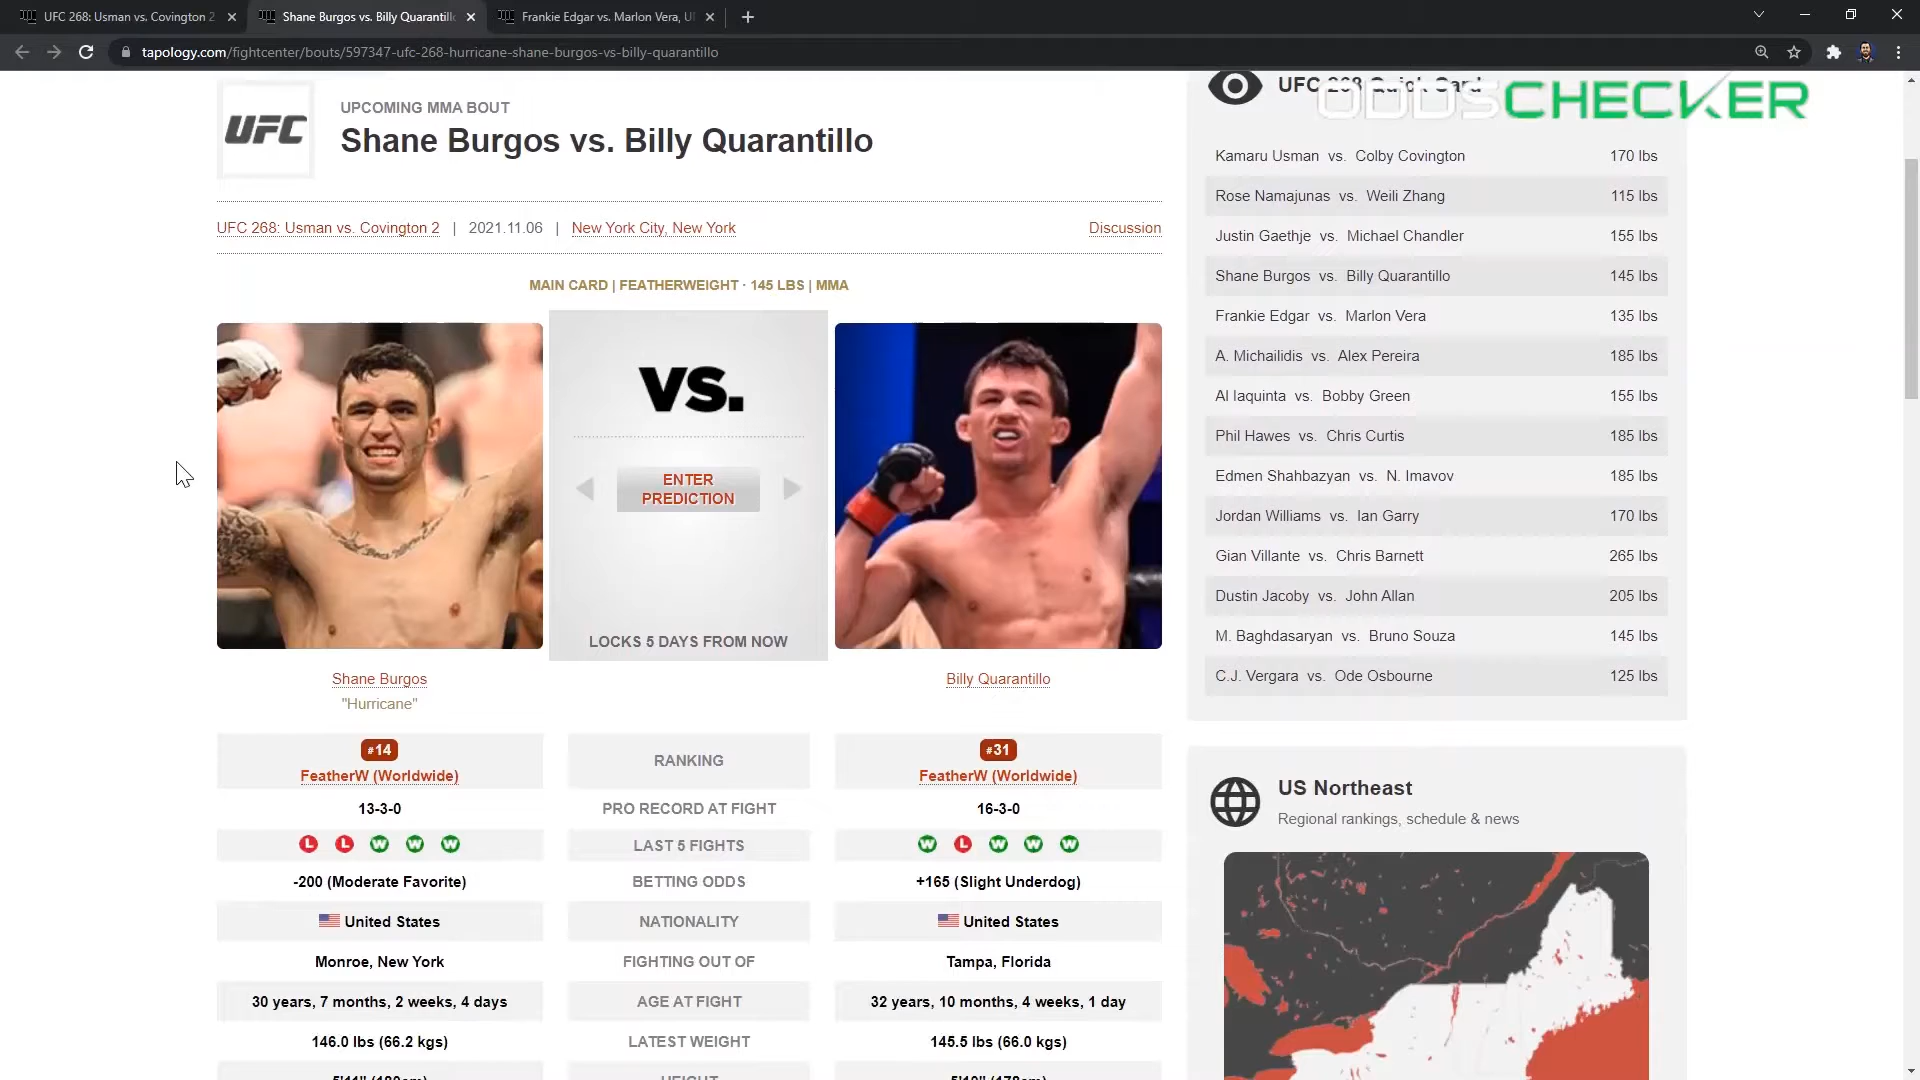 UFC 268: Usman vs. Covington 2
Shane Burgos vs. Billy Quarantillo
Frankie Edgar vs. Marlon Vera, U
tapology.com/fightcenter/bouts/597347-ufc-268-hurricane-shane-burgos-vs-billy-quarantillo
UFC
UPCOMING MMA BOUT
Shane Burgos vs. Billy Quarantillo
UFC 268: Usman vs. Covington 2 | 2021.11.06 | New York City, New York
Discussion
MAIN CARD | FEATHERWEIGHT · 145 LBS | MMA
VS.
ENTER
PREDICTION
LOCKS 5 DAYS FROM NOW
Shane Burgos
"Hurricane"
Billy Quarantillo
#14
FeatherW (Worldwide)
RANKING
#31
FeatherW (Worldwide)
13-3-0 PRO RECORD AT FIGHT 16-3-0
L L W W W LAST 5 FIGHTS W L W W W
-200 (Moderate Favorite) BETTING ODDS +165 (Slight Underdog)
United States NATIONALITY United States
Monroe, New York FIGHTING OUT OF Tampa, Florida
30 years, 7 months, 2 weeks, 4 days AGE AT FIGHT 32 years, 10 months, 4 weeks, 1 day
146.0 lbs (66.2 kgs) LATEST WEIGHT 145.5 lbs (66.0 kgs)
5'11" (180cm) HEIGHT 5'10" (178cm)
UFC 268 Quick Card
ODDSCHECKER
Kamaru Usman vs. Colby Covington 170 lbs
Rose Namajunas vs. Weili Zhang 115 lbs
Justin Gaethje vs. Michael Chandler 155 lbs
Shane Burgos vs. Billy Quarantillo 145 lbs
Frankie Edgar vs. Marlon Vera 135 lbs
A. Michailidis vs. Alex Pereira 185 lbs
Al Iaquinta vs. Bobby Green 155 lbs
Phil Hawes vs. Chris Curtis 185 lbs
Edmen Shahbazyan vs. N. Imavov 185 lbs
Jordan Williams vs. Ian Garry 170 lbs
Gian Villante vs. Chris Barnett 265 lbs
Dustin Jacoby vs. John Allan 205 lbs
M. Baghdasaryan vs. Bruno Souza 145 lbs
C.J. Vergara vs. Ode Osbourne 125 lbs
US Northeast
Regional rankings, schedule & news